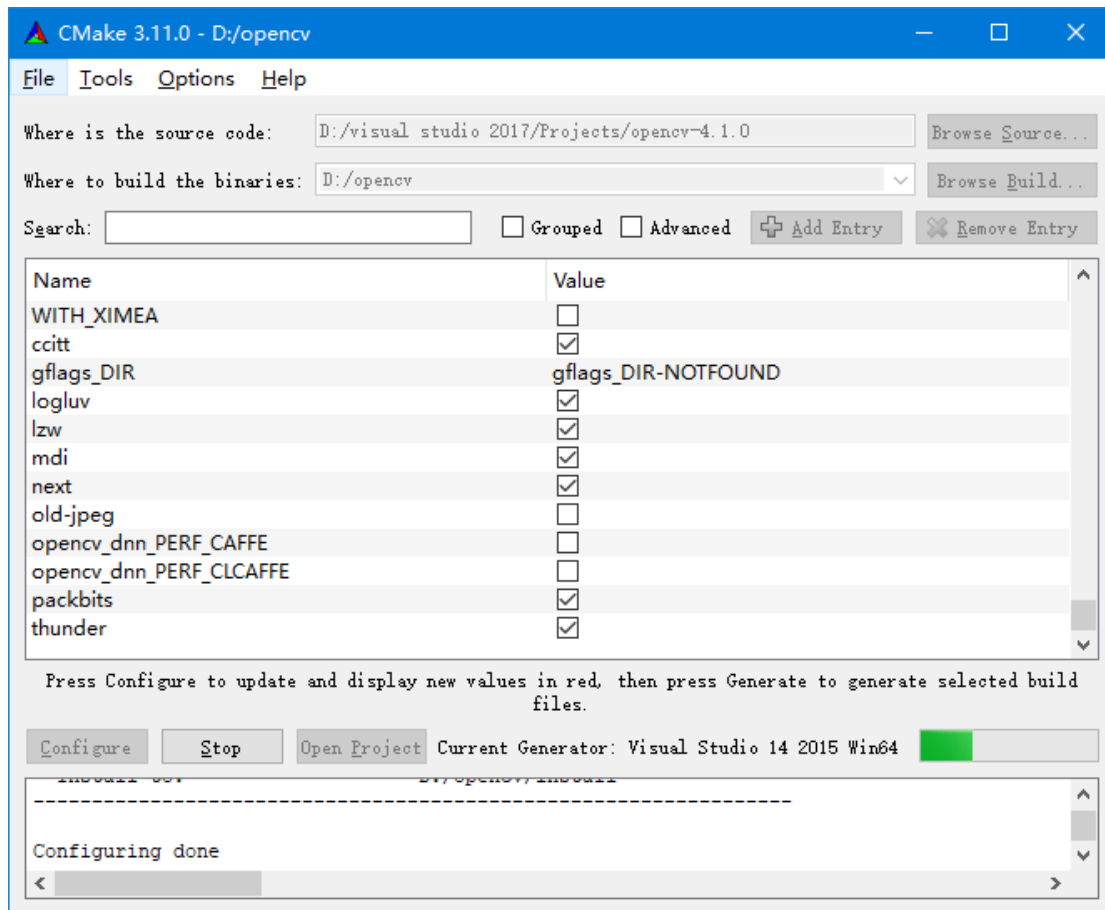 CMake 3.11.0 - D:/opencv
File Tools Options Help
Where is the source code: D:/visual studio 2017/Projects/opencv-4.1.0 Browse Source...
Where to build the binaries: D:/opencv Browse Build...
Search: Grouped Advanced Add Entry Remove Entry
Name Value
WITH_XIMEA
ccitt
gflags_DIR gflags_DIR-NOTFOUND
logluv
lzw
mdi
next
old-jpeg
opencv_dnn_PERF_CAFFE
opencv_dnn_PERF_CLCAFFE
packbits
thunder
Press Configure to update and display new values in red, then press Generate to generate selected build
files.
Configure Stop Open Project Current Generator: Visual Studio 14 2015 Win64
Install to: D:/opencv/install
-----------------------------------------------------------------
Configuring done